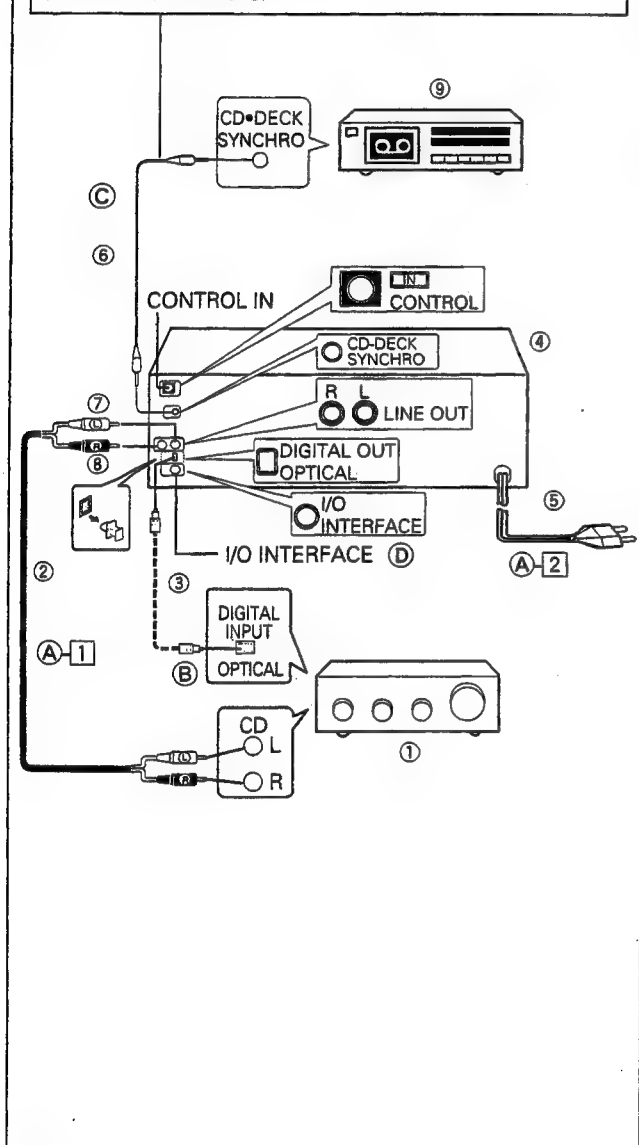 ⑨
CD•DECK
SYNCHRO
Ⓒ
⑥
CONTROL IN
IN
CONTROL
④
CD-DECK
SYNCHRO
R L
LINE OUT
⑦
L
R
⑧
DIGITAL OUT
OPTICAL
I/O
INTERFACE
⑤
I/O INTERFACE Ⓓ
Ⓐ-2
②
③
DIGITAL
INPUT
OPTICAL
Ⓐ-1
Ⓑ
CD
L
R
L
R
①